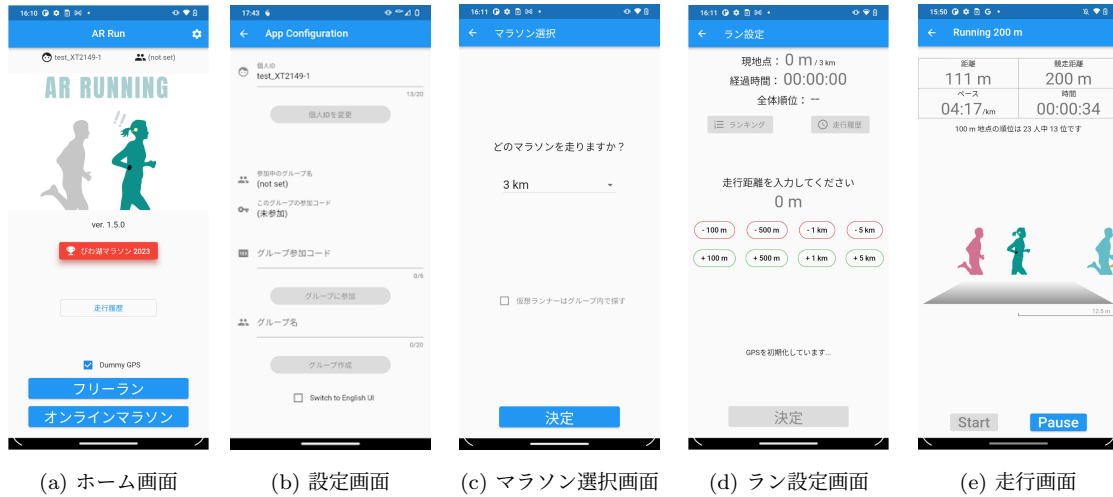 16:10
AR Run
test_XT2149-1
(not set)
AR RUNNING
ver. 1.5.0
びわ湖マラソン 2023
走行履歴
Dummy GPS
フリーラン
オンラインマラソン
(a) ホーム画面
17:43
App Configuration
個人ID
test_XT2149-1
13/20
個人IDを変更
参加中のグループ名
(not set)
このグループの参加コード
(未参加)
グループ参加コード
0/6
グループに参加
グループ名
0/20
グループ作成
Switch to English UI
(b) 設定画面
16:11
マラソン選択
どのマラソンを走りますか？
3 km
仮想ランナーはグループ内で探す
決定
(c) マラソン選択画面
16:11
ラン設定
現地点： 0 m / 3 km
経過時間： 00:00:00
全体順位： --
ランキング
走行履歴
走行距離を入力してください
0 m
- 100 m - 500 m - 1 km - 5 km
+ 100 m + 500 m + 1 km + 5 km
GPSを初期化しています...
決定
(d) ラン設定画面
15:50
Running 200 m
距離 競走距離
111 m 200 m
ペース 時間
04:17/km 00:00:34
100 m 地点の順位は 23 人中 13 位です
12.5 m
Start Pause
(e) 走行画面